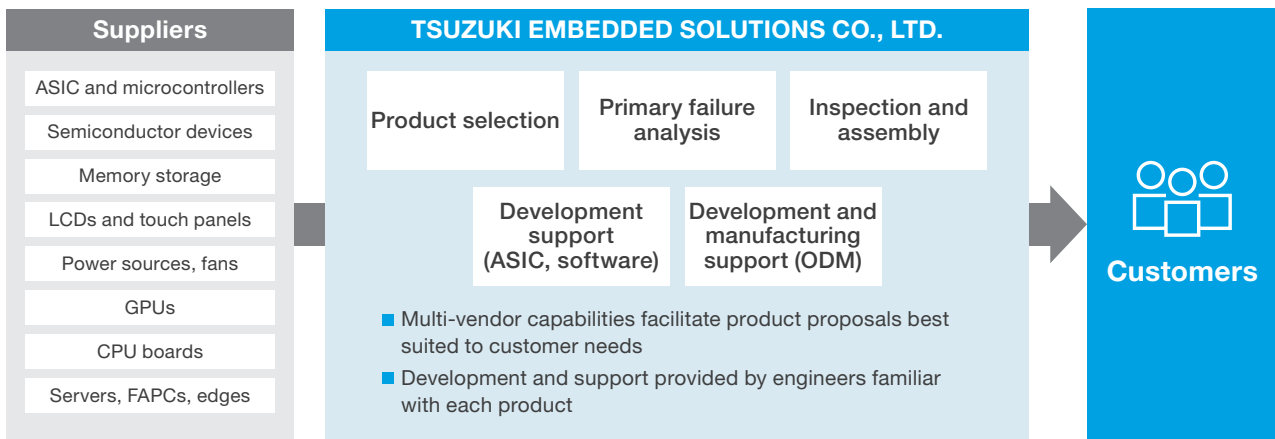 Suppliers
ASIC and microcontrollers
Semiconductor devices
Memory storage
LCDs and touch panels
Power sources, fans
GPUs
CPU boards
Servers, FAPCs, edges
TSUZUKI EMBEDDED SOLUTIONS CO., LTD.
Product selection
Primary failure
analysis
Inspection and
assembly
Development
support
(ASIC, software)
Development and
manufacturing
support (ODM)
Multi-vendor capabilities facilitate product proposals best
suited to customer needs
Development and support provided by engineers familiar
with each product
Customers